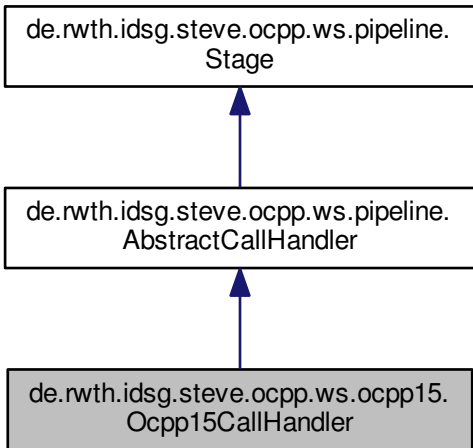 de.rwth.idsg.steve.ocpp.ws.pipeline.
Stage
de.rwth.idsg.steve.ocpp.ws.pipeline.
AbstractCallHandler
de.rwth.idsg.steve.ocpp.ws.ocpp15.
Ocpp15CallHandler